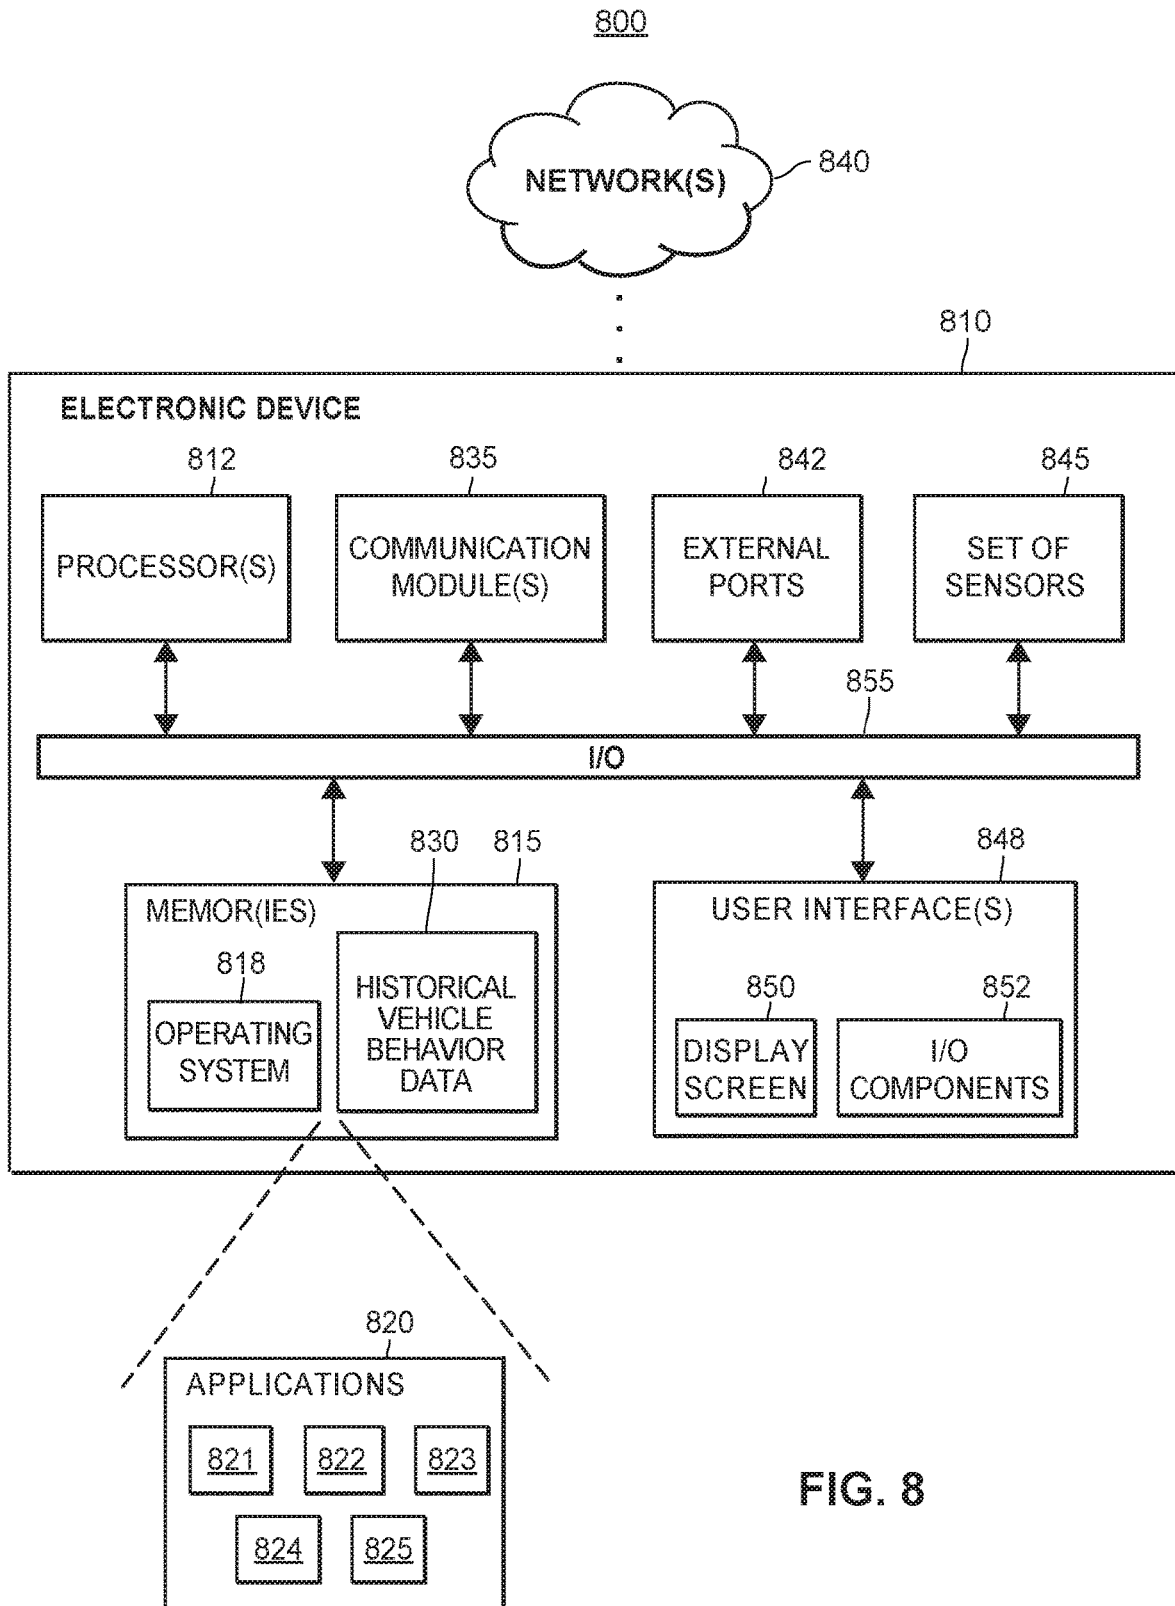 800
NETWORK(S)
840
810
ELECTRONIC DEVICE
812
835
842
845
PROCESSOR(S)
COMMUNICATION
MODULE(S)
EXTERNAL
PORTS
SET OF
SENSORS
855
I/O
830
815
848
MEMOR(IES)
USER INTERFACE(S)
818
850
852
OPERATING
SYSTEM
HISTORICAL
VEHICLE
BEHAVIOR
DATA
DISPLAY
SCREEN
I/O
COMPONENTS
820
APPLICATIONS
821
822
823
824
825
FIG. 8